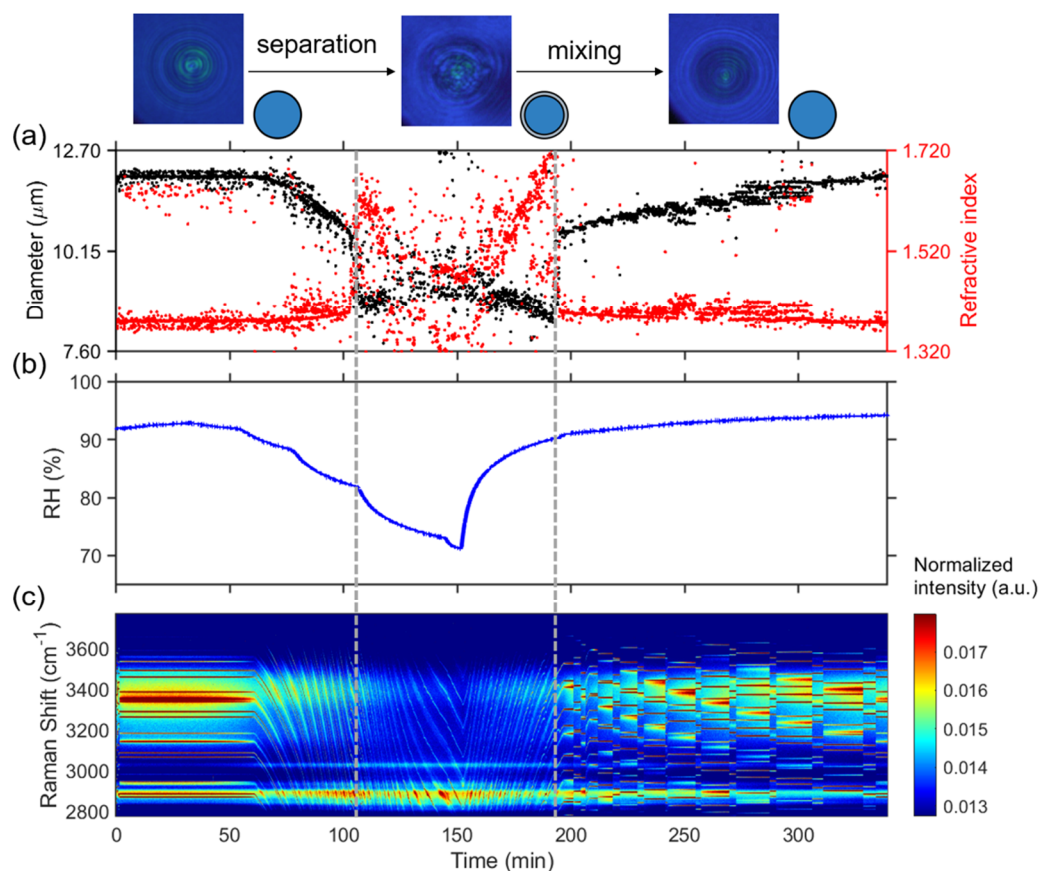 separation
mixing
(a)
12.70
10.15
7.60
Diameter (μm)
1.720
1.520
1.320
Refractive index
(b)
100
90
80
70
RH (%)
(c)
3600
3400
3200
3000
2800
Raman Shift (cm⁻¹)
0
50
100
150
200
250
300
Time (min)
Normalized
intensity (a.u.)
0.017
0.016
0.015
0.014
0.013